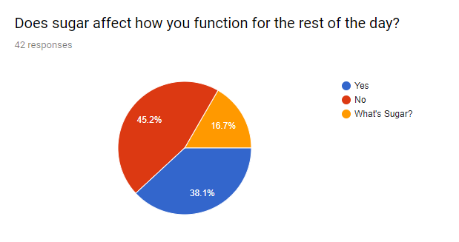 Does sugar affect how you function for the rest of the day?
42 responses
Yes
No
What's Sugar?
45.2%
16.7%
38.1%